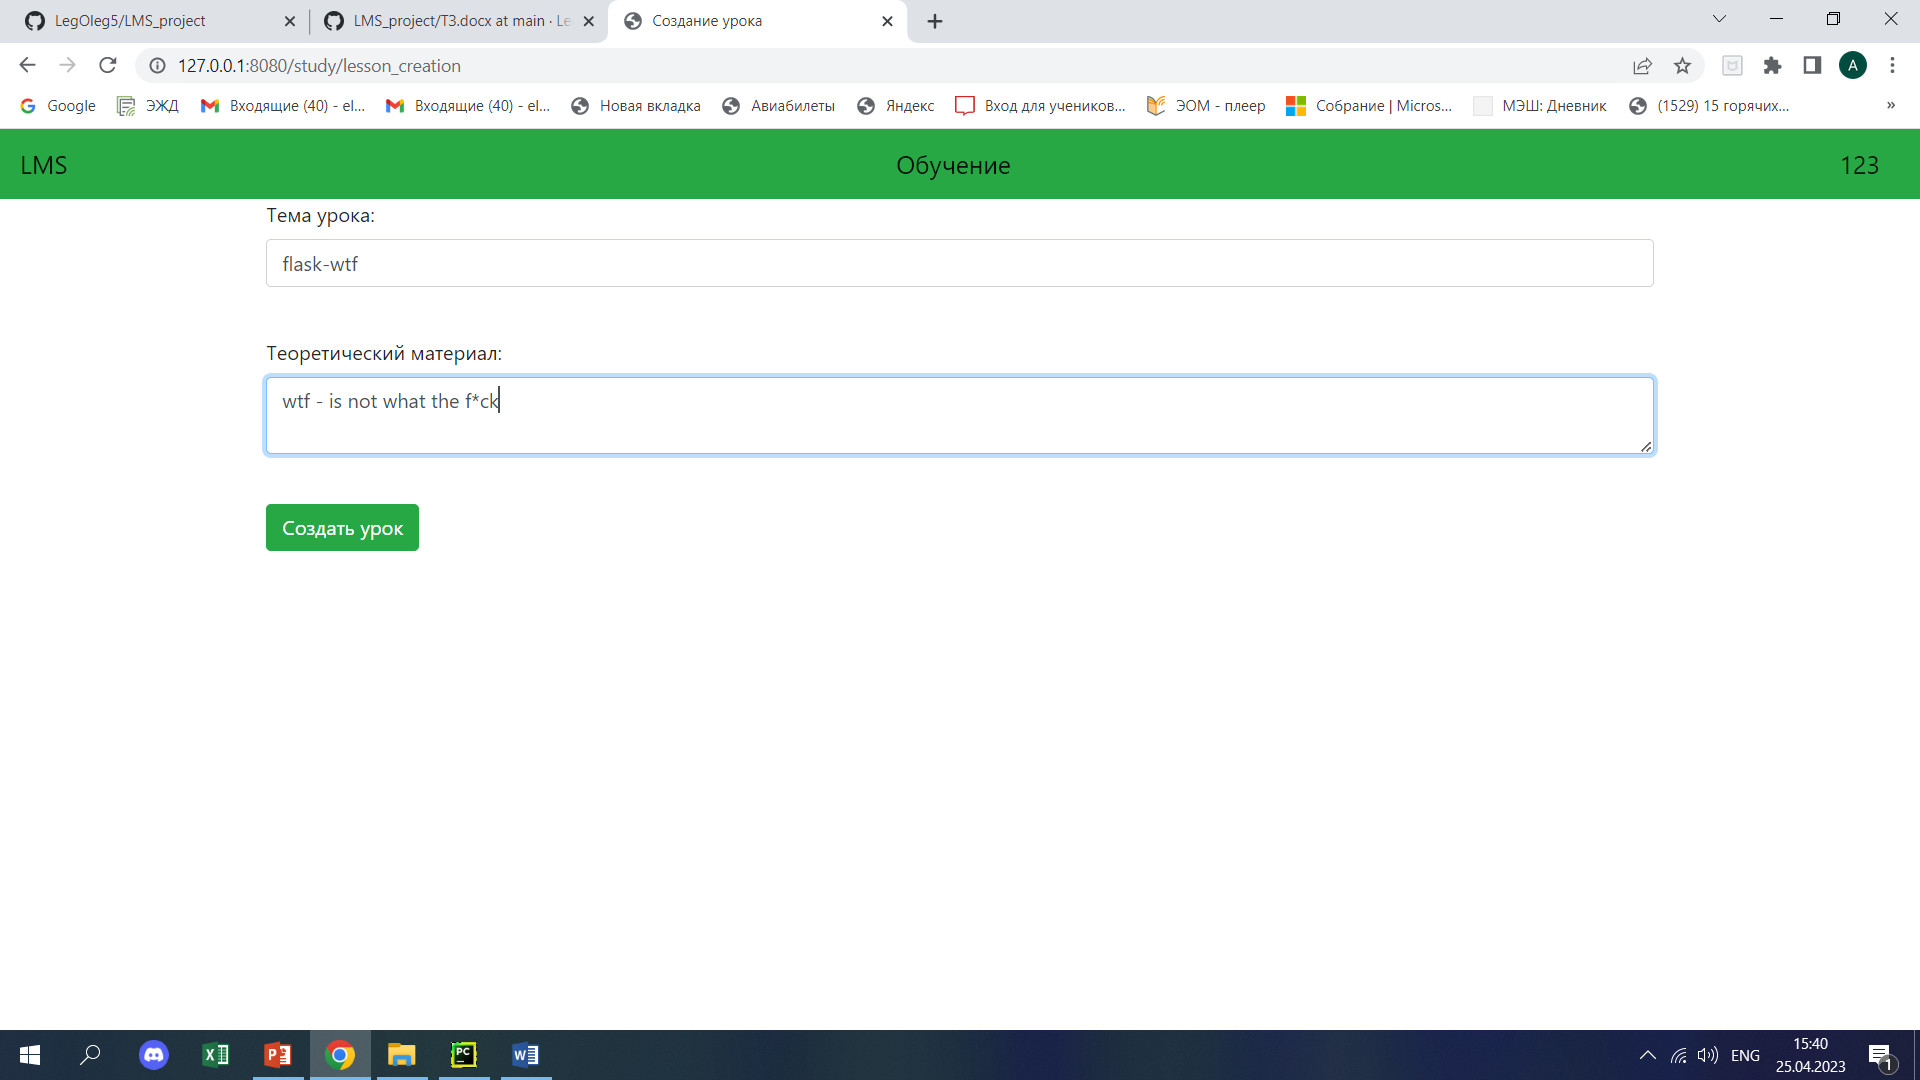 LegOleg5/LMS_project
LMS_project/ТЗ.docx at main · Le
Создание урока
127.0.0.1:8080/study/lesson_creation
A
Google
ЭЖД
Входящие (40) - el...
Входящие (40) - el...
Новая вкладка
Авиабилеты
Яндекс
Вход для учеников...
ЭОМ - плеер
Собрание | Micros...
МЭШ: Дневник
(1529) 15 горячих...
»
LMS
Обучение
123
Тема урока:
flask-wtf
Теоретический материал:
wtf - is not what the f*ck
Создать урок
ENG
15:40
25.04.2023
1